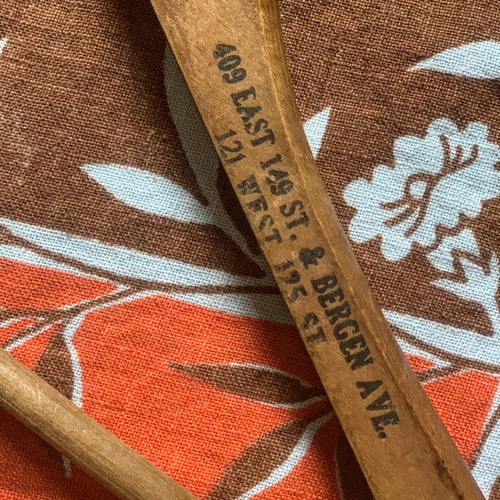 409 EAST 149 ST. & BERGEN AVE.
121 WEST 125 ST.